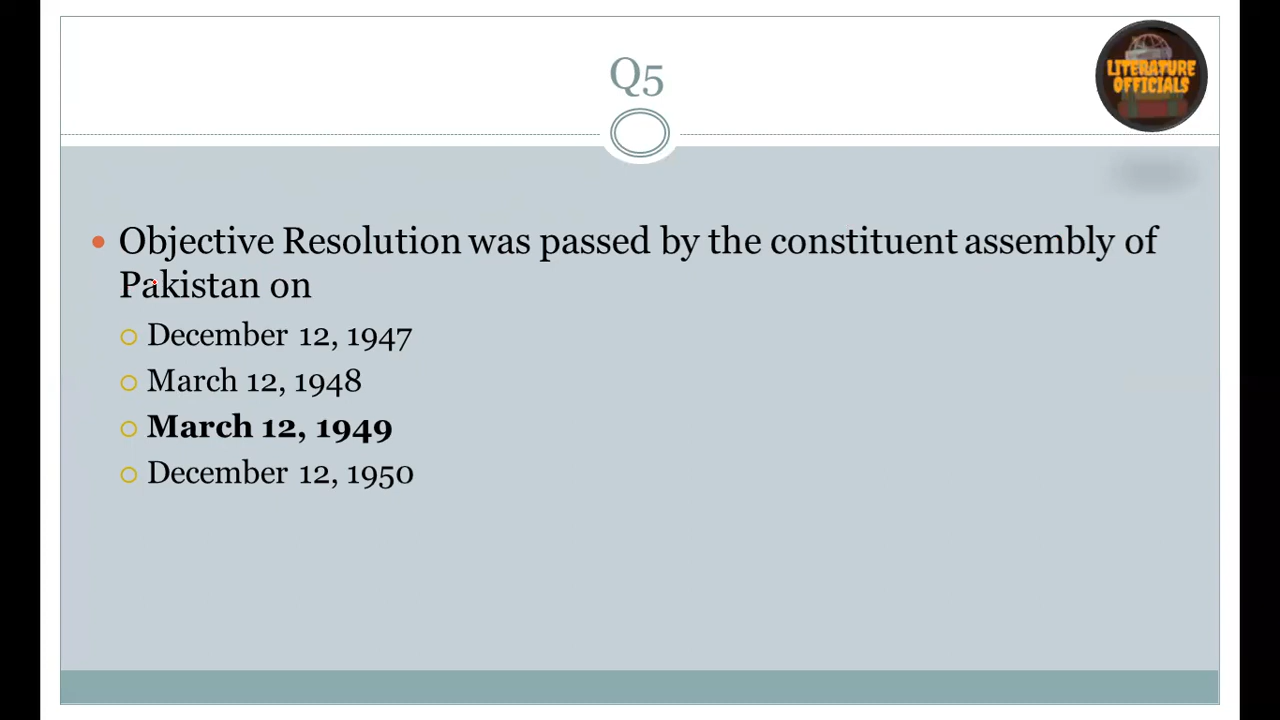 Q5
LITERATURE
OFFICIALS
Objective Resolution was passed by the constituent assembly of
Pakistan on
December 12, 1947
March 12, 1948
March 12, 1949
December 12, 1950